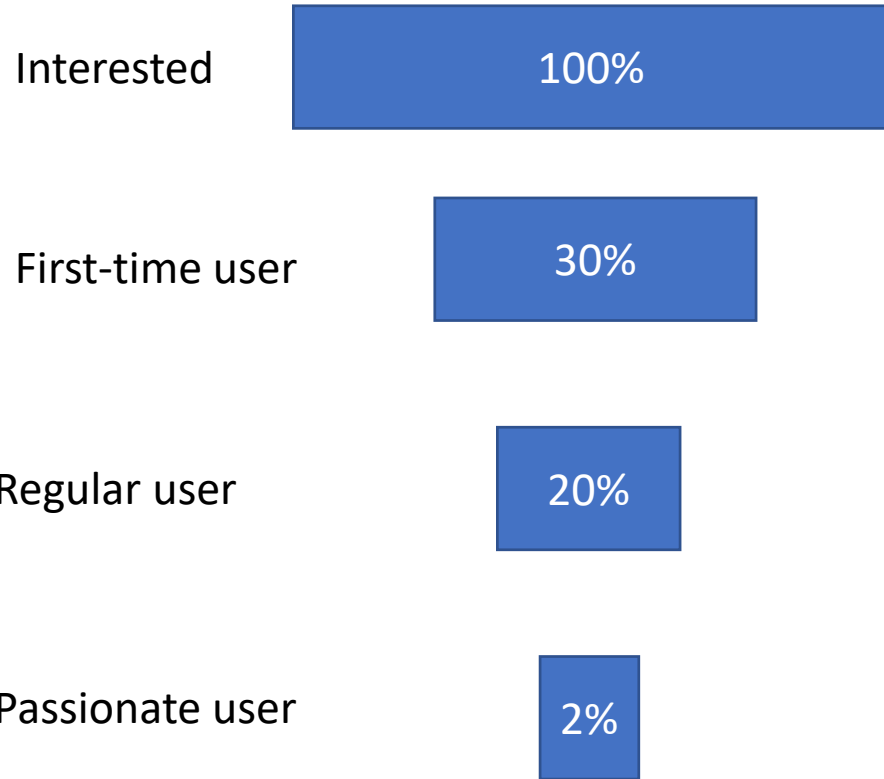 Interested
100%
First-time user
30%
Regular user
20%
Passionate user
2%